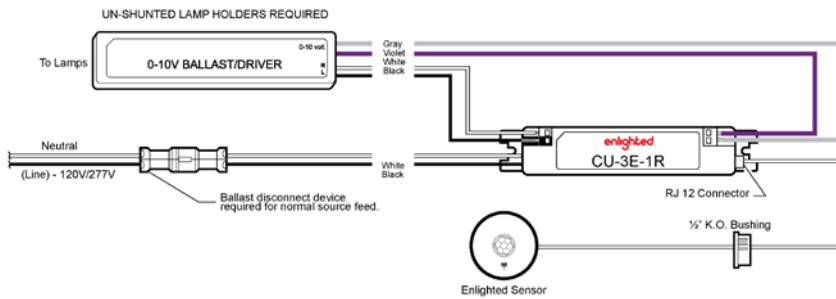 UN-SHUNTED LAMP HOLDERS REQUIRED
0-10 volt
To Lamps
0-10V BALLAST/DRIVER
N
L
Gray
Violet
White
Black
enlighted
CU-3E-1R
Neutral
(Line) - 120V/277V
White
Black
RJ 12 Connector
Ballast disconnect device
required for normal source feed.
½" K.O. Bushing
Enlighted Sensor